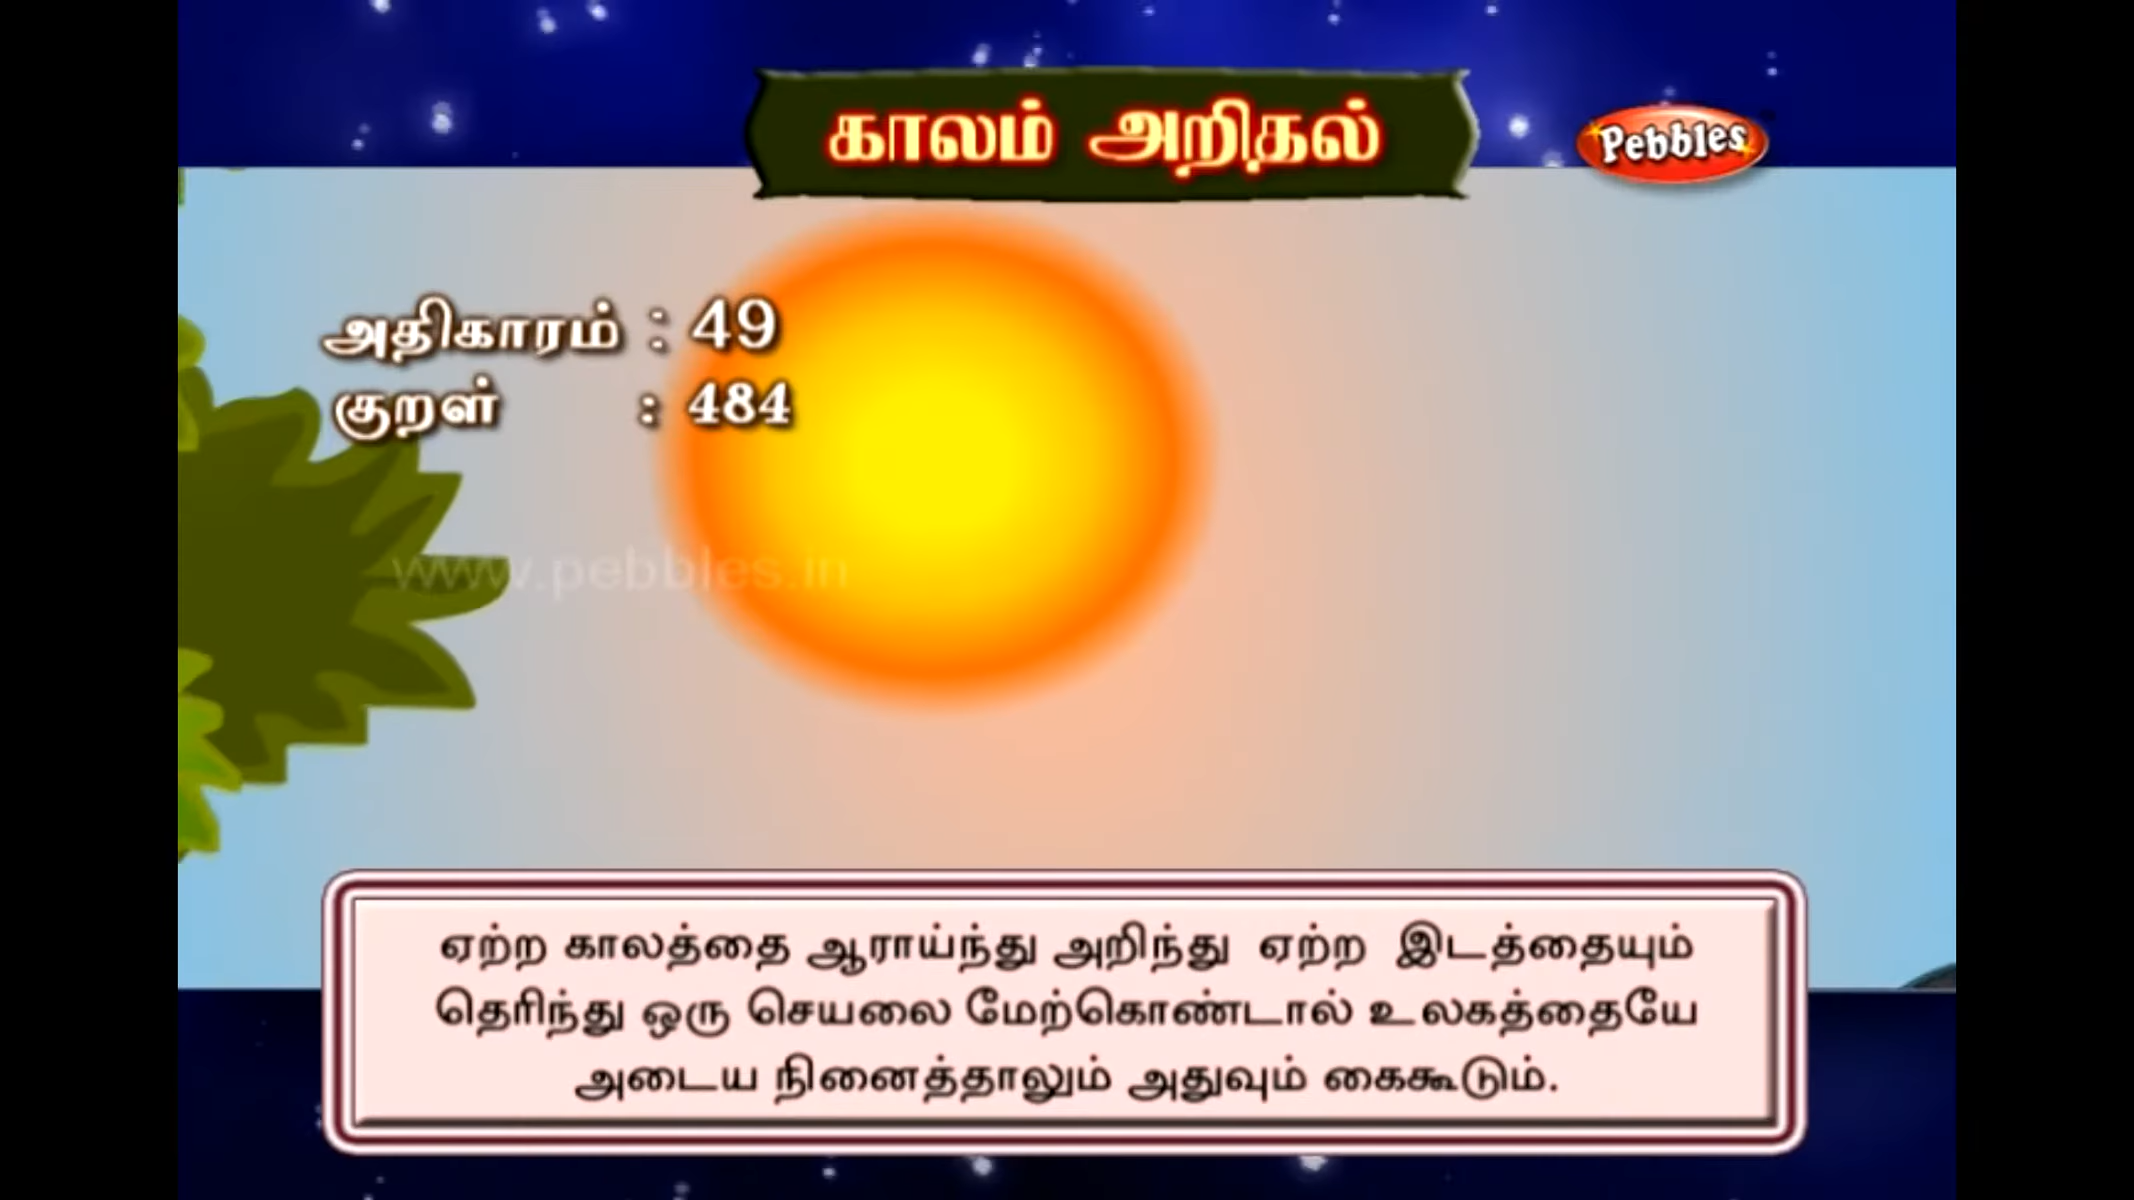 காலம் அறிதல்
Pebbles
அதிகாரம் : 49
குறள் : 484
www.pebbles.in
ஏற்ற காலத்தை ஆராய்ந்து அறிந்து ஏற்ற இடத்தையும்
தெரிந்து ஒரு செயலை மேற்கொண்டால் உலகத்தையே
அடைய நினைத்தாலும் அதுவும் கைகூடும்.